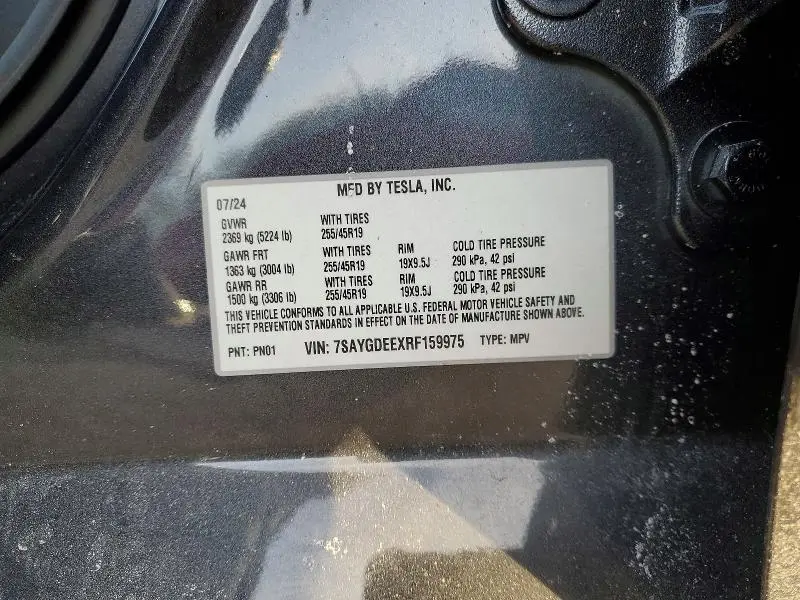 MFD BY TESLA, INC.
07/24
GVWR WITH TIRES
2369 kg (5224 lb) 255/45R19
GAWR FRT WITH TIRES RIM COLD TIRE PRESSURE
1363 kg (3004 lb) 255/45R19 19X9.5J 290 kPa, 42 psi
GAWR RR WITH TIRES RIM COLD TIRE PRESSURE
1500 kg (3306 lb) 255/45R19 19X9.5J 290 kPa, 42 psi
THIS VEHICLE CONFORMS TO ALL APPLICABLE U.S. FEDERAL MOTOR VEHICLE SAFETY AND
THEFT PREVENTION STANDARDS IN EFFECT ON THE DATE OF MANUFACTURE SHOWN ABOVE.
PNT: PN01 VIN: 7SAYGDEEXRF159975 TYPE: MPV